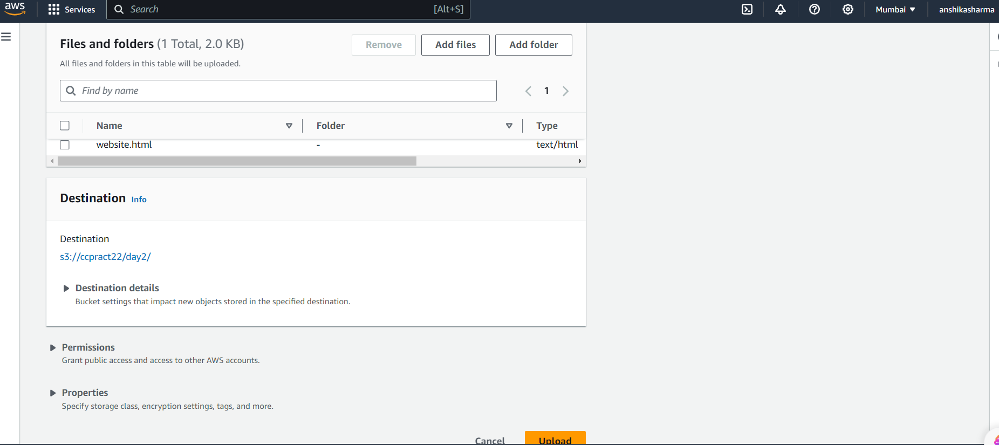 aws Services Search [Alt+S] Mumbai ▼ anshikasharma
Files and folders (1 Total, 2.0 KB) Remove Add files Add folder
All files and folders in this table will be uploaded.
Find by name 1
Name Folder Type
website.html - text/html
Destination Info
Destination
s3://ccpract22/day2/
Destination details
Bucket settings that impact new objects stored in the specified destination.
Permissions
Grant public access and access to other AWS accounts.
Properties
Specify storage class, encryption settings, tags, and more.
Cancel Upload